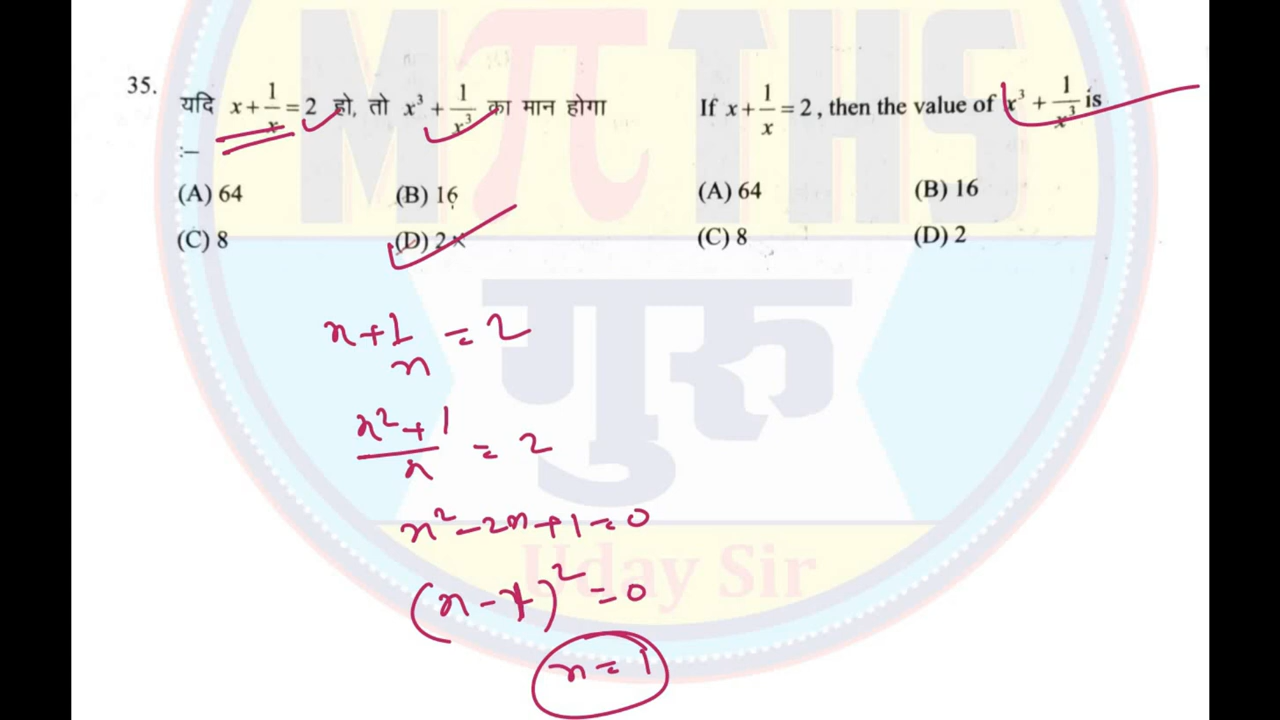 MπTHS
35.
यदि x + 1/x = 2 हो, तो x³ + 1/x³ का मान होगा
:–
(A) 64 (B) 16
(C) 8 (D) 2
If x + 1/x = 2, then the value of x³ + 1/x³ is
(A) 64 (B) 16
(C) 8 (D) 2
गुरु
x + 1/x = 2
(x² + 1)/x = 2
x² - 2x + 1 = 0
Uday Sir
(x - 1)² = 0
x = 1